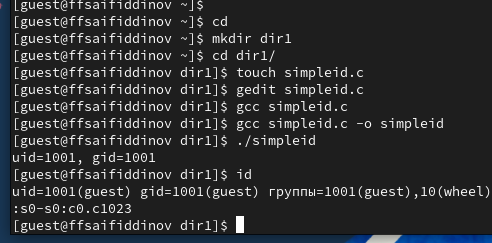 [guest@ffsaifiddinov ~]$
[guest@ffsaifiddinov ~]$ cd
[guest@ffsaifiddinov ~]$ mkdir dir1
[guest@ffsaifiddinov ~]$ cd dir1/
[guest@ffsaifiddinov dir1]$ touch simpleid.c
[guest@ffsaifiddinov dir1]$ gedit simpleid.c
[guest@ffsaifiddinov dir1]$ gcc simpleid.c
[guest@ffsaifiddinov dir1]$ gcc simpleid.c -o simpleid
[guest@ffsaifiddinov dir1]$ ./simpleid
uid=1001, gid=1001
[guest@ffsaifiddinov dir1]$ id
uid=1001(guest) gid=1001(guest) группы=1001(guest),10(wheel)
:s0-s0:c0.c1023
[guest@ffsaifiddinov dir1]$